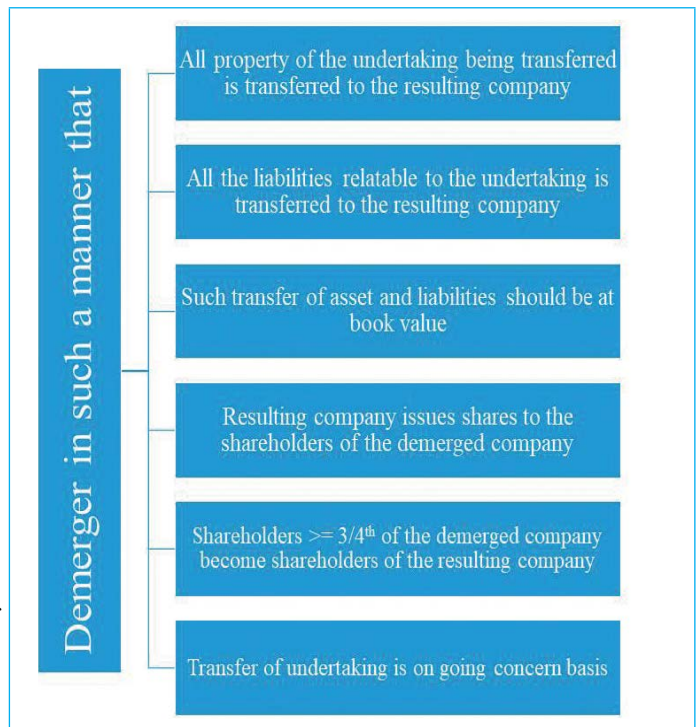 Demerger in such a manner that
All property of the undertaking being transferred
is transferred to the resulting company
All the liabilities relatable to the undertaking is
transferred to the resulting company
Such transfer of asset and liabilities should be at
book value
Resulting company issues shares to the
shareholders of the demerged company
Shareholders >= 3/4th of the demerged company
become shareholders of the resulting company
Transfer of undertaking is on going concern basis